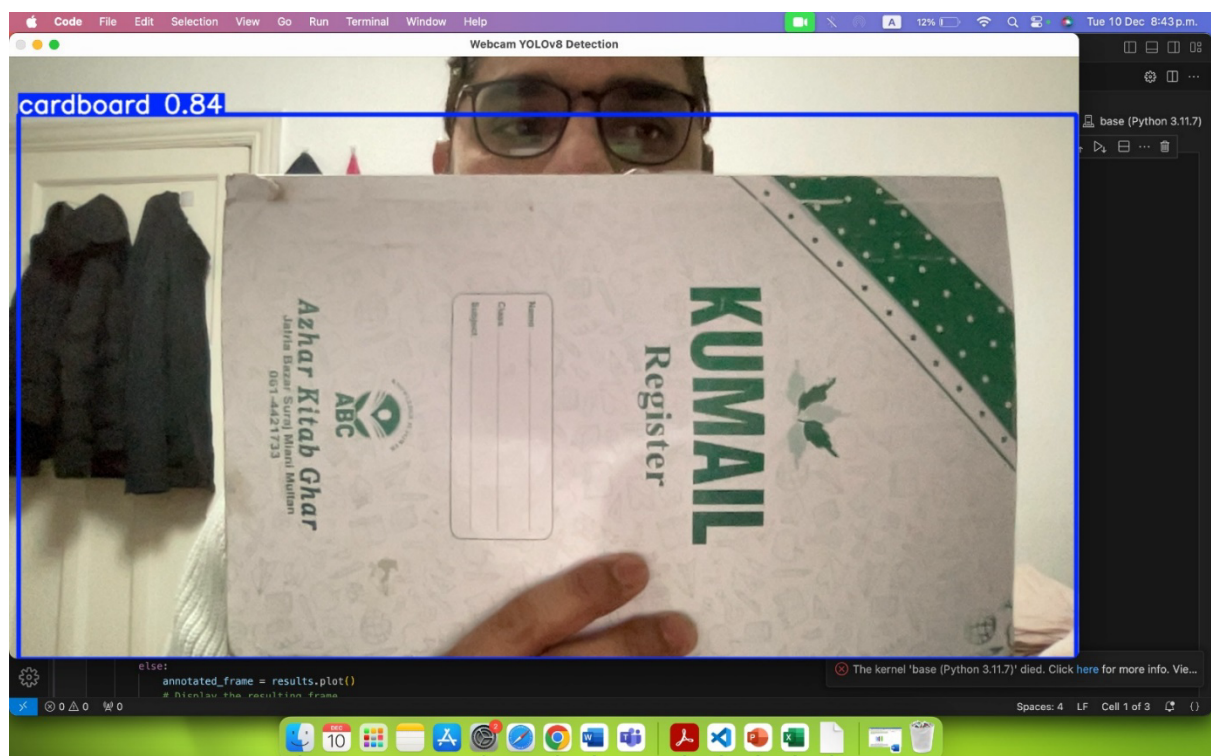 Code File Edit Selection View Go Run Terminal Window Help
A 12% Tue 10 Dec 8:43 p.m.
Webcam YOLOv8 Detection
base (Python 3.11.7)
cardboard 0.84
KUMAIL
Register
Name
Class
Subject
ABC
Azhar Kitab Ghar
Jafria Bazar Suraj Miani Multan
061-4421733
else:
annotated_frame = results.plot()
# Display the resulting frame
The kernel 'base (Python 3.11.7)' died. Click here for more info. Vie...
0 0 0
Spaces: 4 LF Cell 1 of 3 {}
DEC
10
2